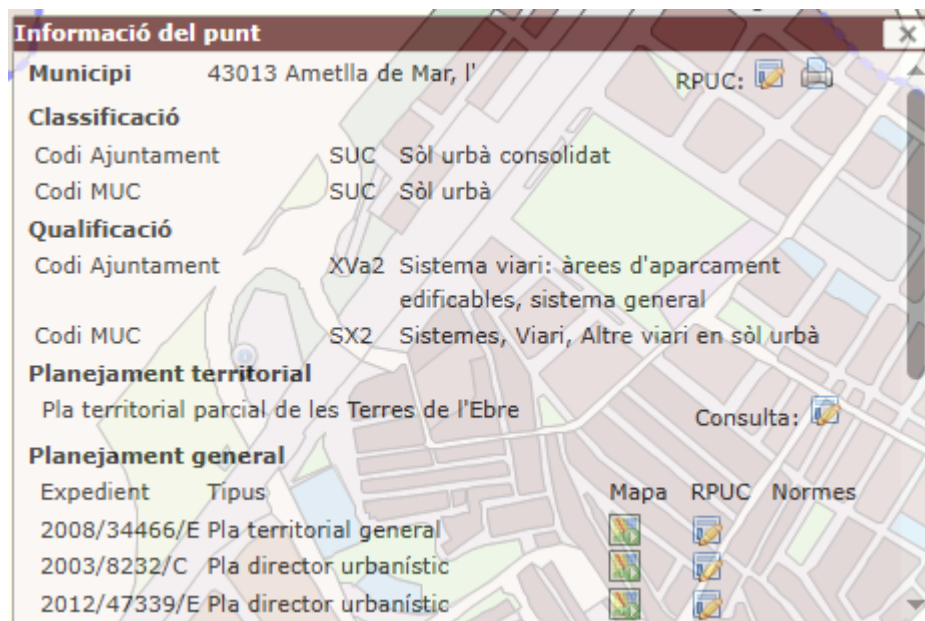 Informació del punt
Municipi 43013 Ametlla de Mar, l' RPUC:
Classificació
Codi Ajuntament SUC Sòl urbà consolidat
Codi MUC SUC Sòl urbà
Qualificació
Codi Ajuntament XVa2 Sistema viari: àrees d'aparcament
edificables, sistema general
Codi MUC SX2 Sistemes, Viari, Altre viari en sòl urbà
Planejament territorial
Pla territorial parcial de les Terres de l'Ebre Consulta:
Planejament general
Expedient Tipus Mapa RPUC Normes
2008/34466/E Pla territorial general
2003/8232/C Pla director urbanístic
2012/47339/E Pla director urbanístic